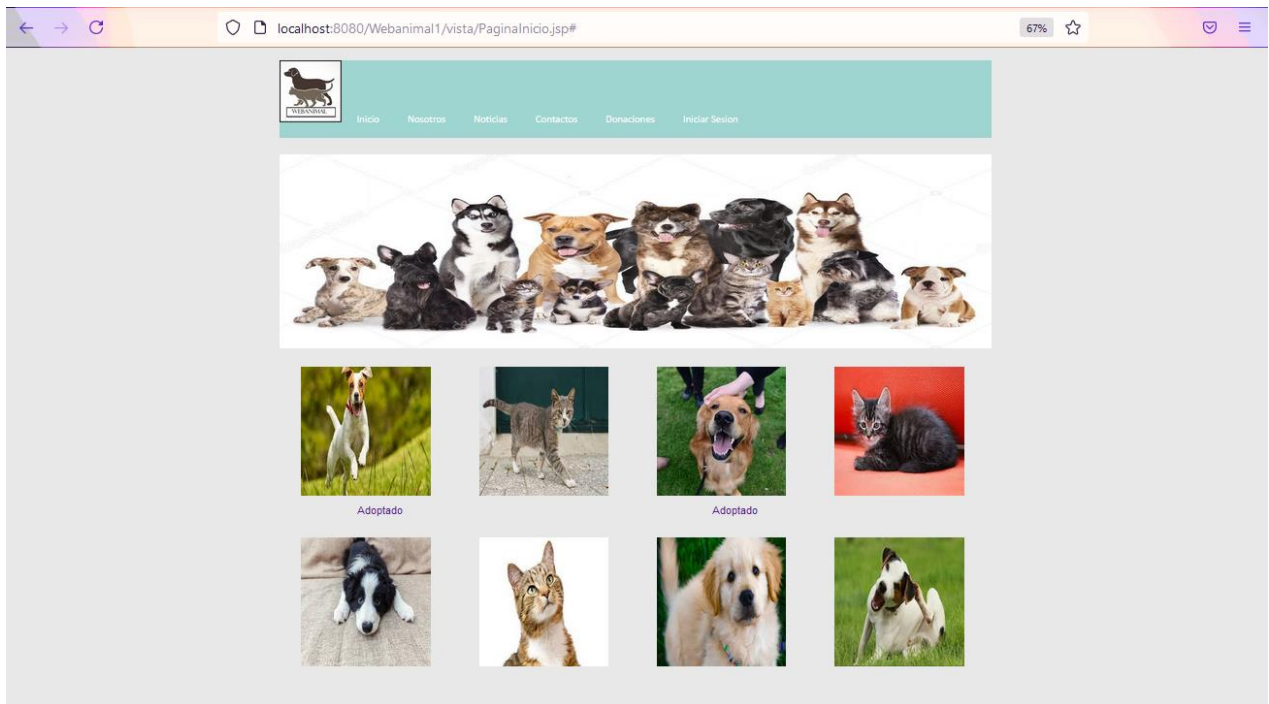 localhost:8080/Webanimal1/vista/PaginaInicio.jsp#
67%
WEBANIMAL
Inicio Nosotros Noticias Contactos Donaciones Iniciar Sesion
Adoptado Adoptado